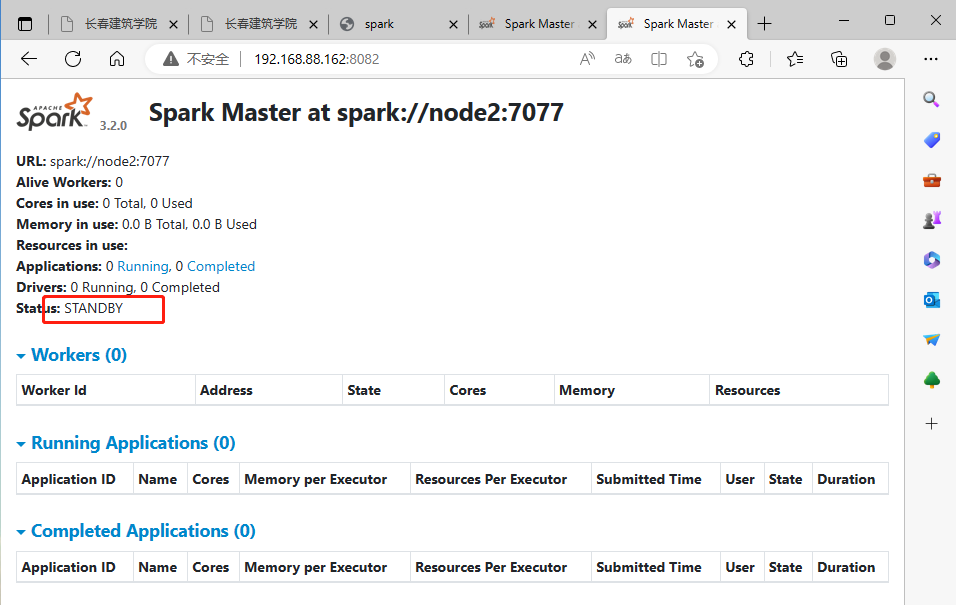 长春建筑学院
长春建筑学院
spark
Spark Master
Spark Master
不安全
192.168.88.162:8082
APACHE
Spark 3.2.0
Spark Master at spark://node2:7077
URL: spark://node2:7077
Alive Workers: 0
Cores in use: 0 Total, 0 Used
Memory in use: 0.0 B Total, 0.0 B Used
Resources in use:
Applications: 0 Running, 0 Completed
Drivers: 0 Running, 0 Completed
Status: STANDBY
Workers (0)
Worker Id Address State Cores Memory Resources
Running Applications (0)
Application ID Name Cores Memory per Executor Resources Per Executor Submitted Time User State Duration
Completed Applications (0)
Application ID Name Cores Memory per Executor Resources Per Executor Submitted Time User State Duration